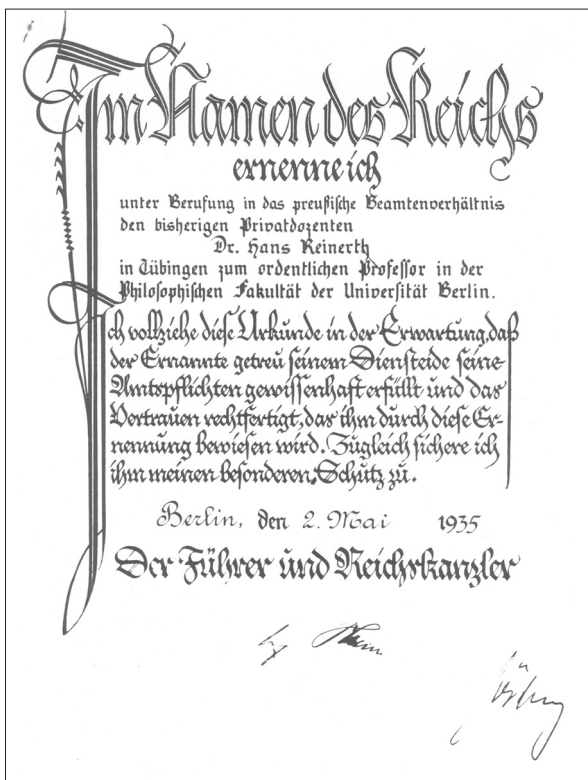 Im Namen des Reichs
ernenne ich
unter Berufung in das preußische Beamtenverhältnis
den bisherigen Privatdozenten
Dr. Hans Reinerth
in Tübingen zum ordentlichen Professor in der
Philosophischen Fakultät der Universität Berlin.
Ich vollziehe diese Urkunde in der Erwartung, daß
der Ernannte getreu seinem Diensteide seine
Amtspflichten gewissenhaft erfüllt und das
Vertrauen rechtfertigt, das ihm durch diese Er-
nennung bewiesen wird. Zugleich sichere ich
ihm meinen besonderen Schutz zu.
Berlin, den 2. Mai 1935
Der Führer und Reichskanzler